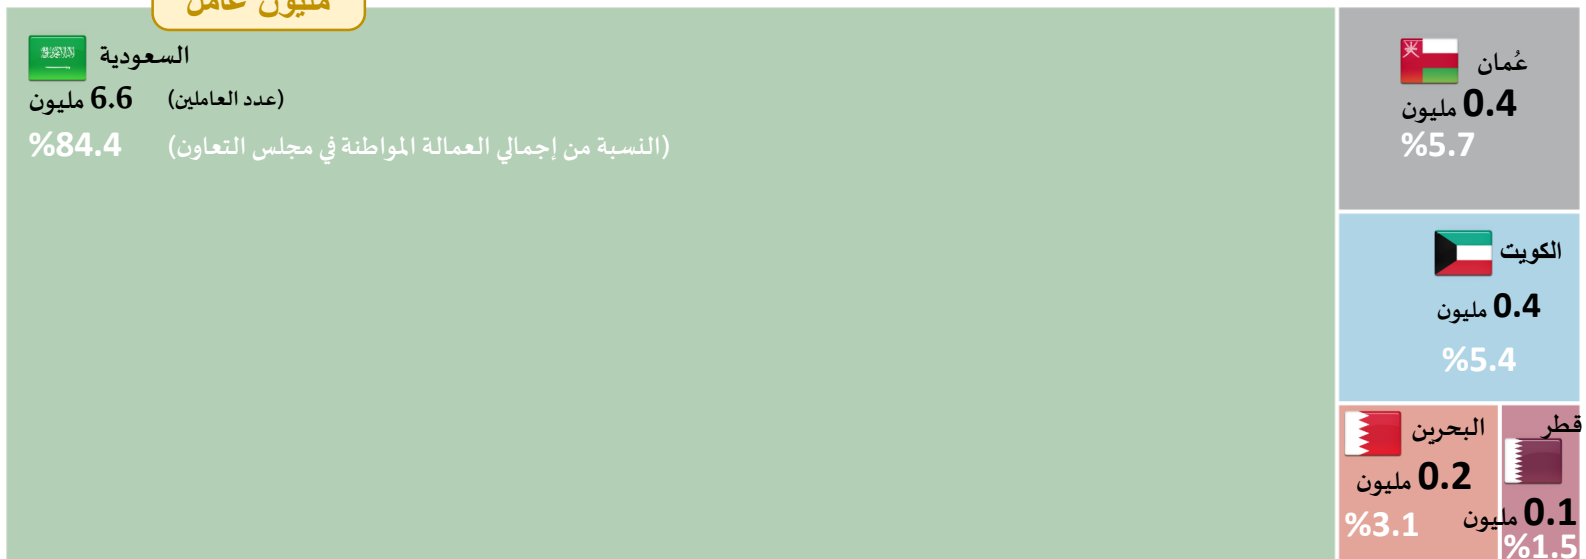 مليون عامل
السعودية
(عدد العاملين) 6.6 مليون
(النسبة من إجمالي العمالة المواطنة في مجلس التعاون) %84.4
عُمان
0.4 مليون
%5.7
الكويت
0.4 مليون
%5.4
البحرين
0.2 مليون
%3.1
قطر
0.1 مليون
%1.5